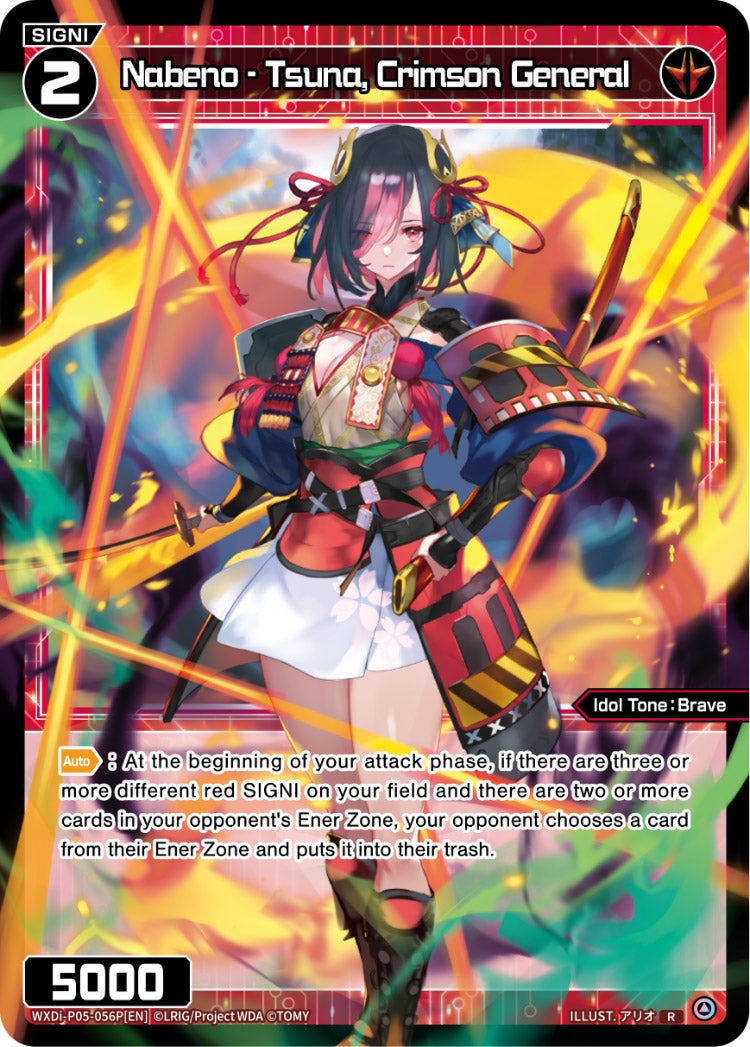 SIGNI
2
Nabeno - Tsuna, Crimson General
Idol Tone:Brave
Auto : At the beginning of your attack phase, if there are three or
more different red SIGNI on your field and there are two or more
cards in your opponent's Ener Zone, your opponent chooses a card
from their Ener Zone and puts it into their trash.
5000
WXDi-P05-056P[EN] ©LRIG/Project WDA ©TOMY
ILLUST. アリオ R